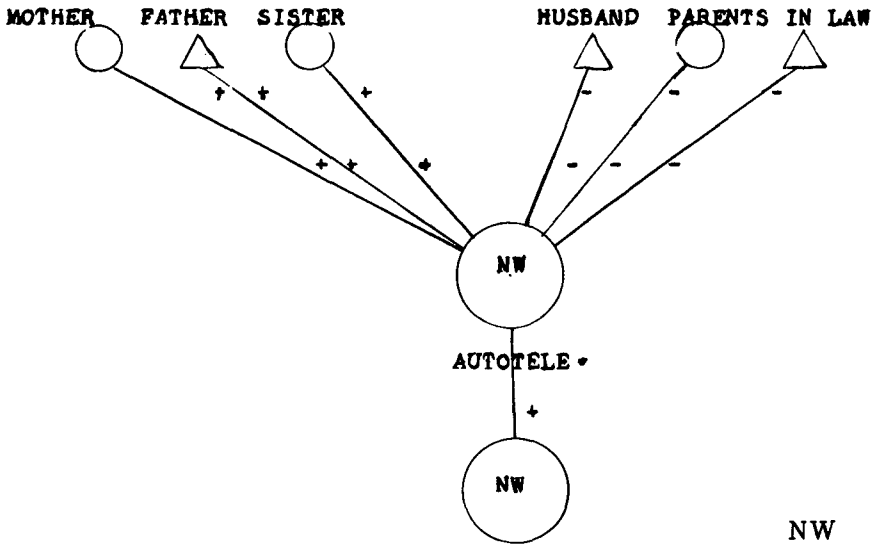 MOTHER FATHER SISTER HUSBAND PARENTS IN LAW
+ + + - - -
+ + + - - -
NW
AUTOTELE
+
NW
NW